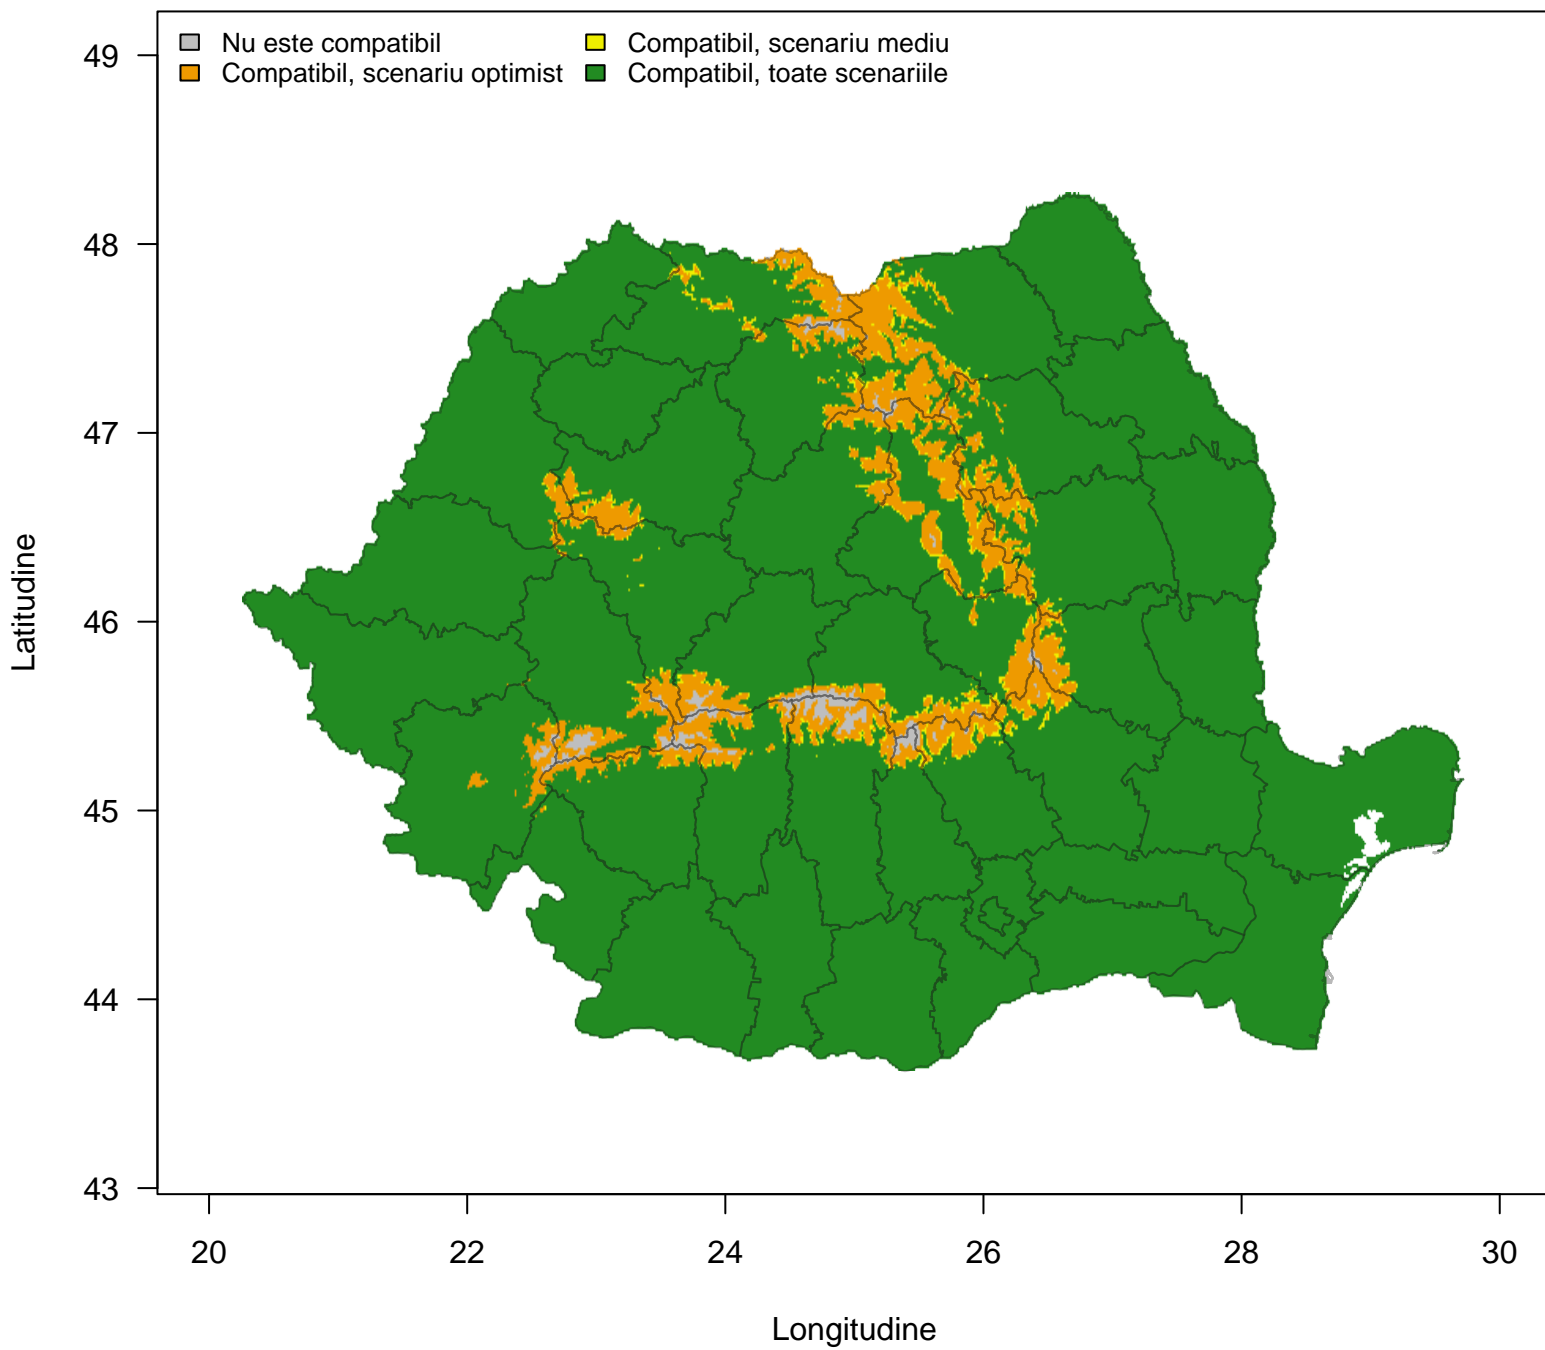 Nu este compatibil
Compatibil, scenariu optimist
Compatibil, scenariu mediu
Compatibil, toate scenariile
49
48
47
46
45
44
43
Latitudine
20 22 24 26 28 30
Longitudine